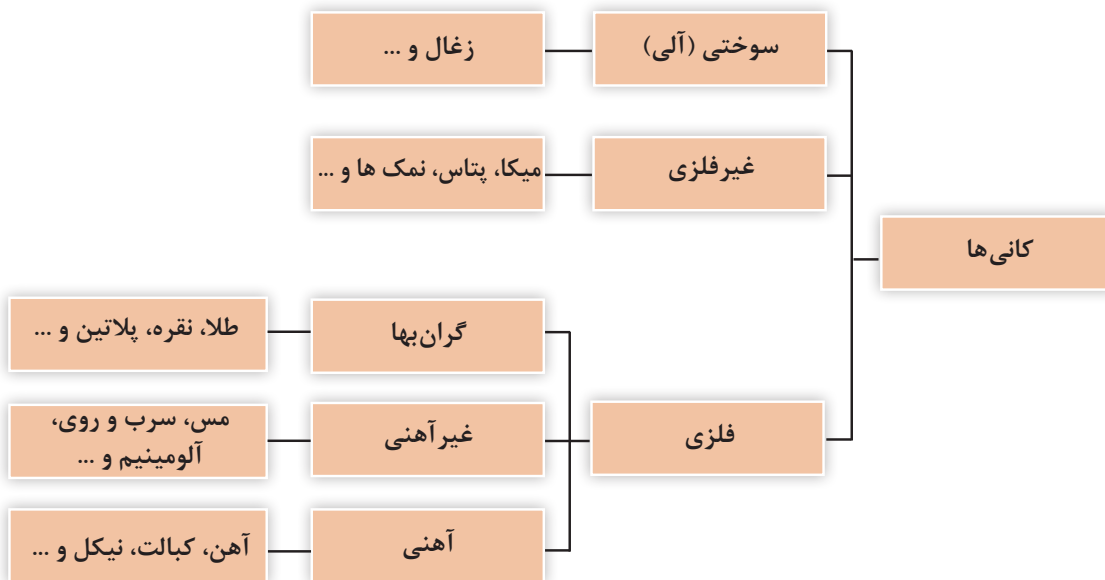 سوختی (آلی)
زغال و ...
غیرفلزی
میکا، پتاس، نمک ها و ...
کانی‌ها
گران‌بها
طلا، نقره، پلاتین و ...
فلزی
غیرآهنی
مس، سرب و روی،
آلومینیم و ...
آهنی
آهن، کبالت، نیکل و ...